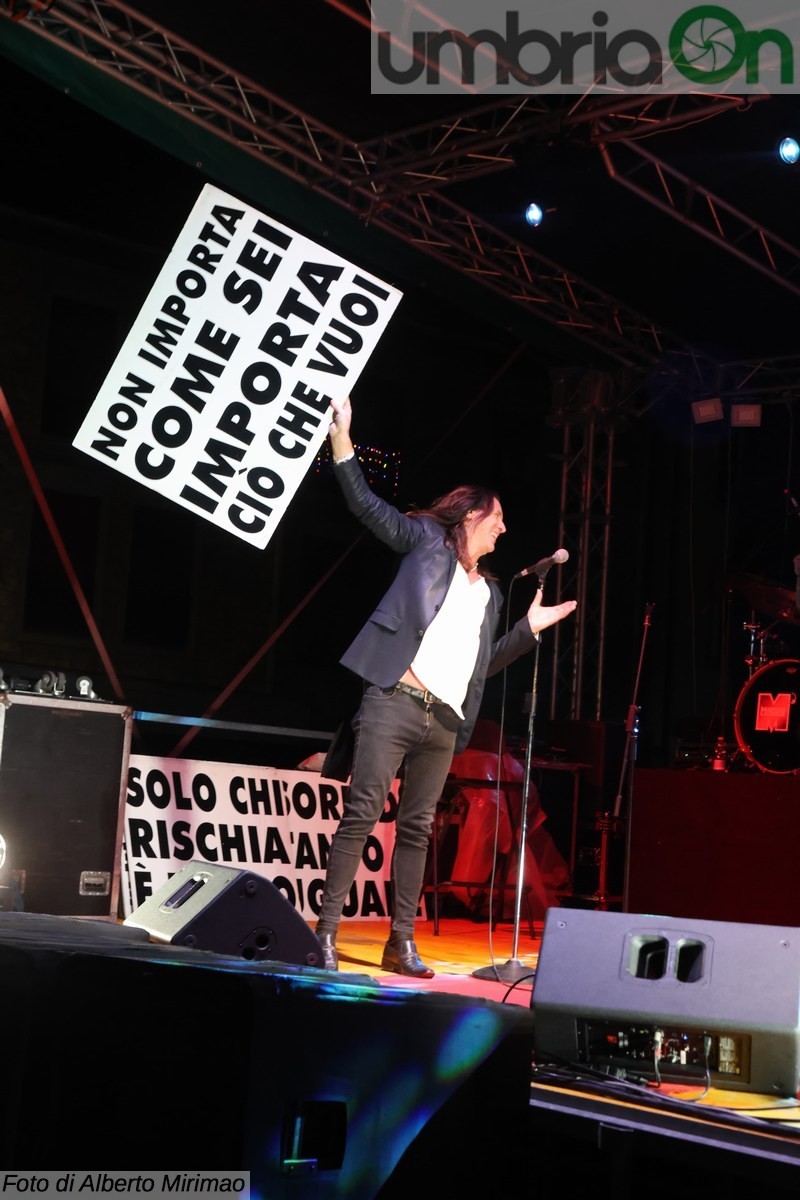 umbriaOn
NON IMPORTA
COME SEI
IMPORTA
CIÒ CHE VUOI
SOLO CHI
RISCHIA
È
M
Foto di Alberto Mirimao